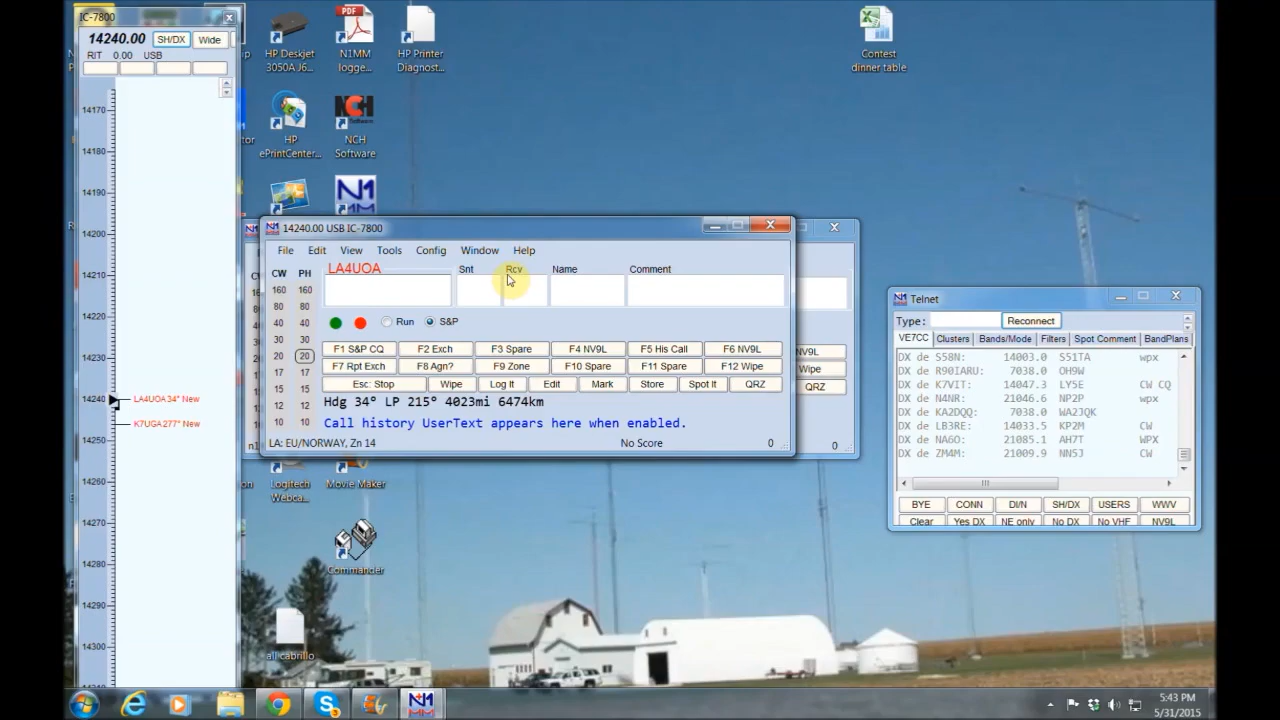 IC-7800
14240.00 SH/DX Wide
RIT 0.00 USB
14170
14180
14190
14200
14210
14220
14230
14240 LA4UOA 34° New
K7UGA 277° New
14250
14260
14270
14280
14290
14300
HP Deskjet
3050A J6...
PDF
N1MM
logge...
HP Printer
Diagnost...
HP
ePrintCenter...
NCH
NCH
Software
N1
MM
Contest
dinner table
14240.00 USB IC-7800
File Edit View Tools Config Window Help
CW PH LA4UOA Snt Rcv Name Comment
160 160
80 80
40 40 Run S&P
30 30
20 20 F1 S&P CQ F2 Exch F3 Spare F4 NV9L F5 His Call F6 NV9L
17 17 F7 Rpt Exch F8 Agn? F9 Zone F10 Spare F11 Spare F12 Wipe
15 15 Esc: Stop Wipe Log It Edit Mark Store Spot It QRZ
12 12 Hdg 34° LP 215° 4023mi 6474km
10 10 Call history UserText appears here when enabled.
LA: EU/NORWAY, Zn 14 No Score 0
NV9L
Wipe
QRZ
0
Telnet
Type: Reconnect
VE7CC Clusters Bands/Mode Filters Spot Comment BandPlans
DX de S58N: 14003.0 S51TA wpx
DX de R90IARU: 7038.0 OH9W
DX de K7VIT: 14047.3 LY5E CW CQ
DX de N4NR: 21046.6 NP2P wpx
DX de KA2DQQ: 7038.0 WA2JQK
DX de LB3RE: 14033.5 KP2M CW
DX de NA6O: 21085.1 AH7T WPX
DX de ZM4M: 21009.9 NN5J CW
BYE CONN DI/N SH/DX USERS WWV
Clear Yes DX NE only No DX No VHF NV9L
Logitech
Webca...
Movie Maker
Commander
all cabrillo
5:43 PM
5/31/2015